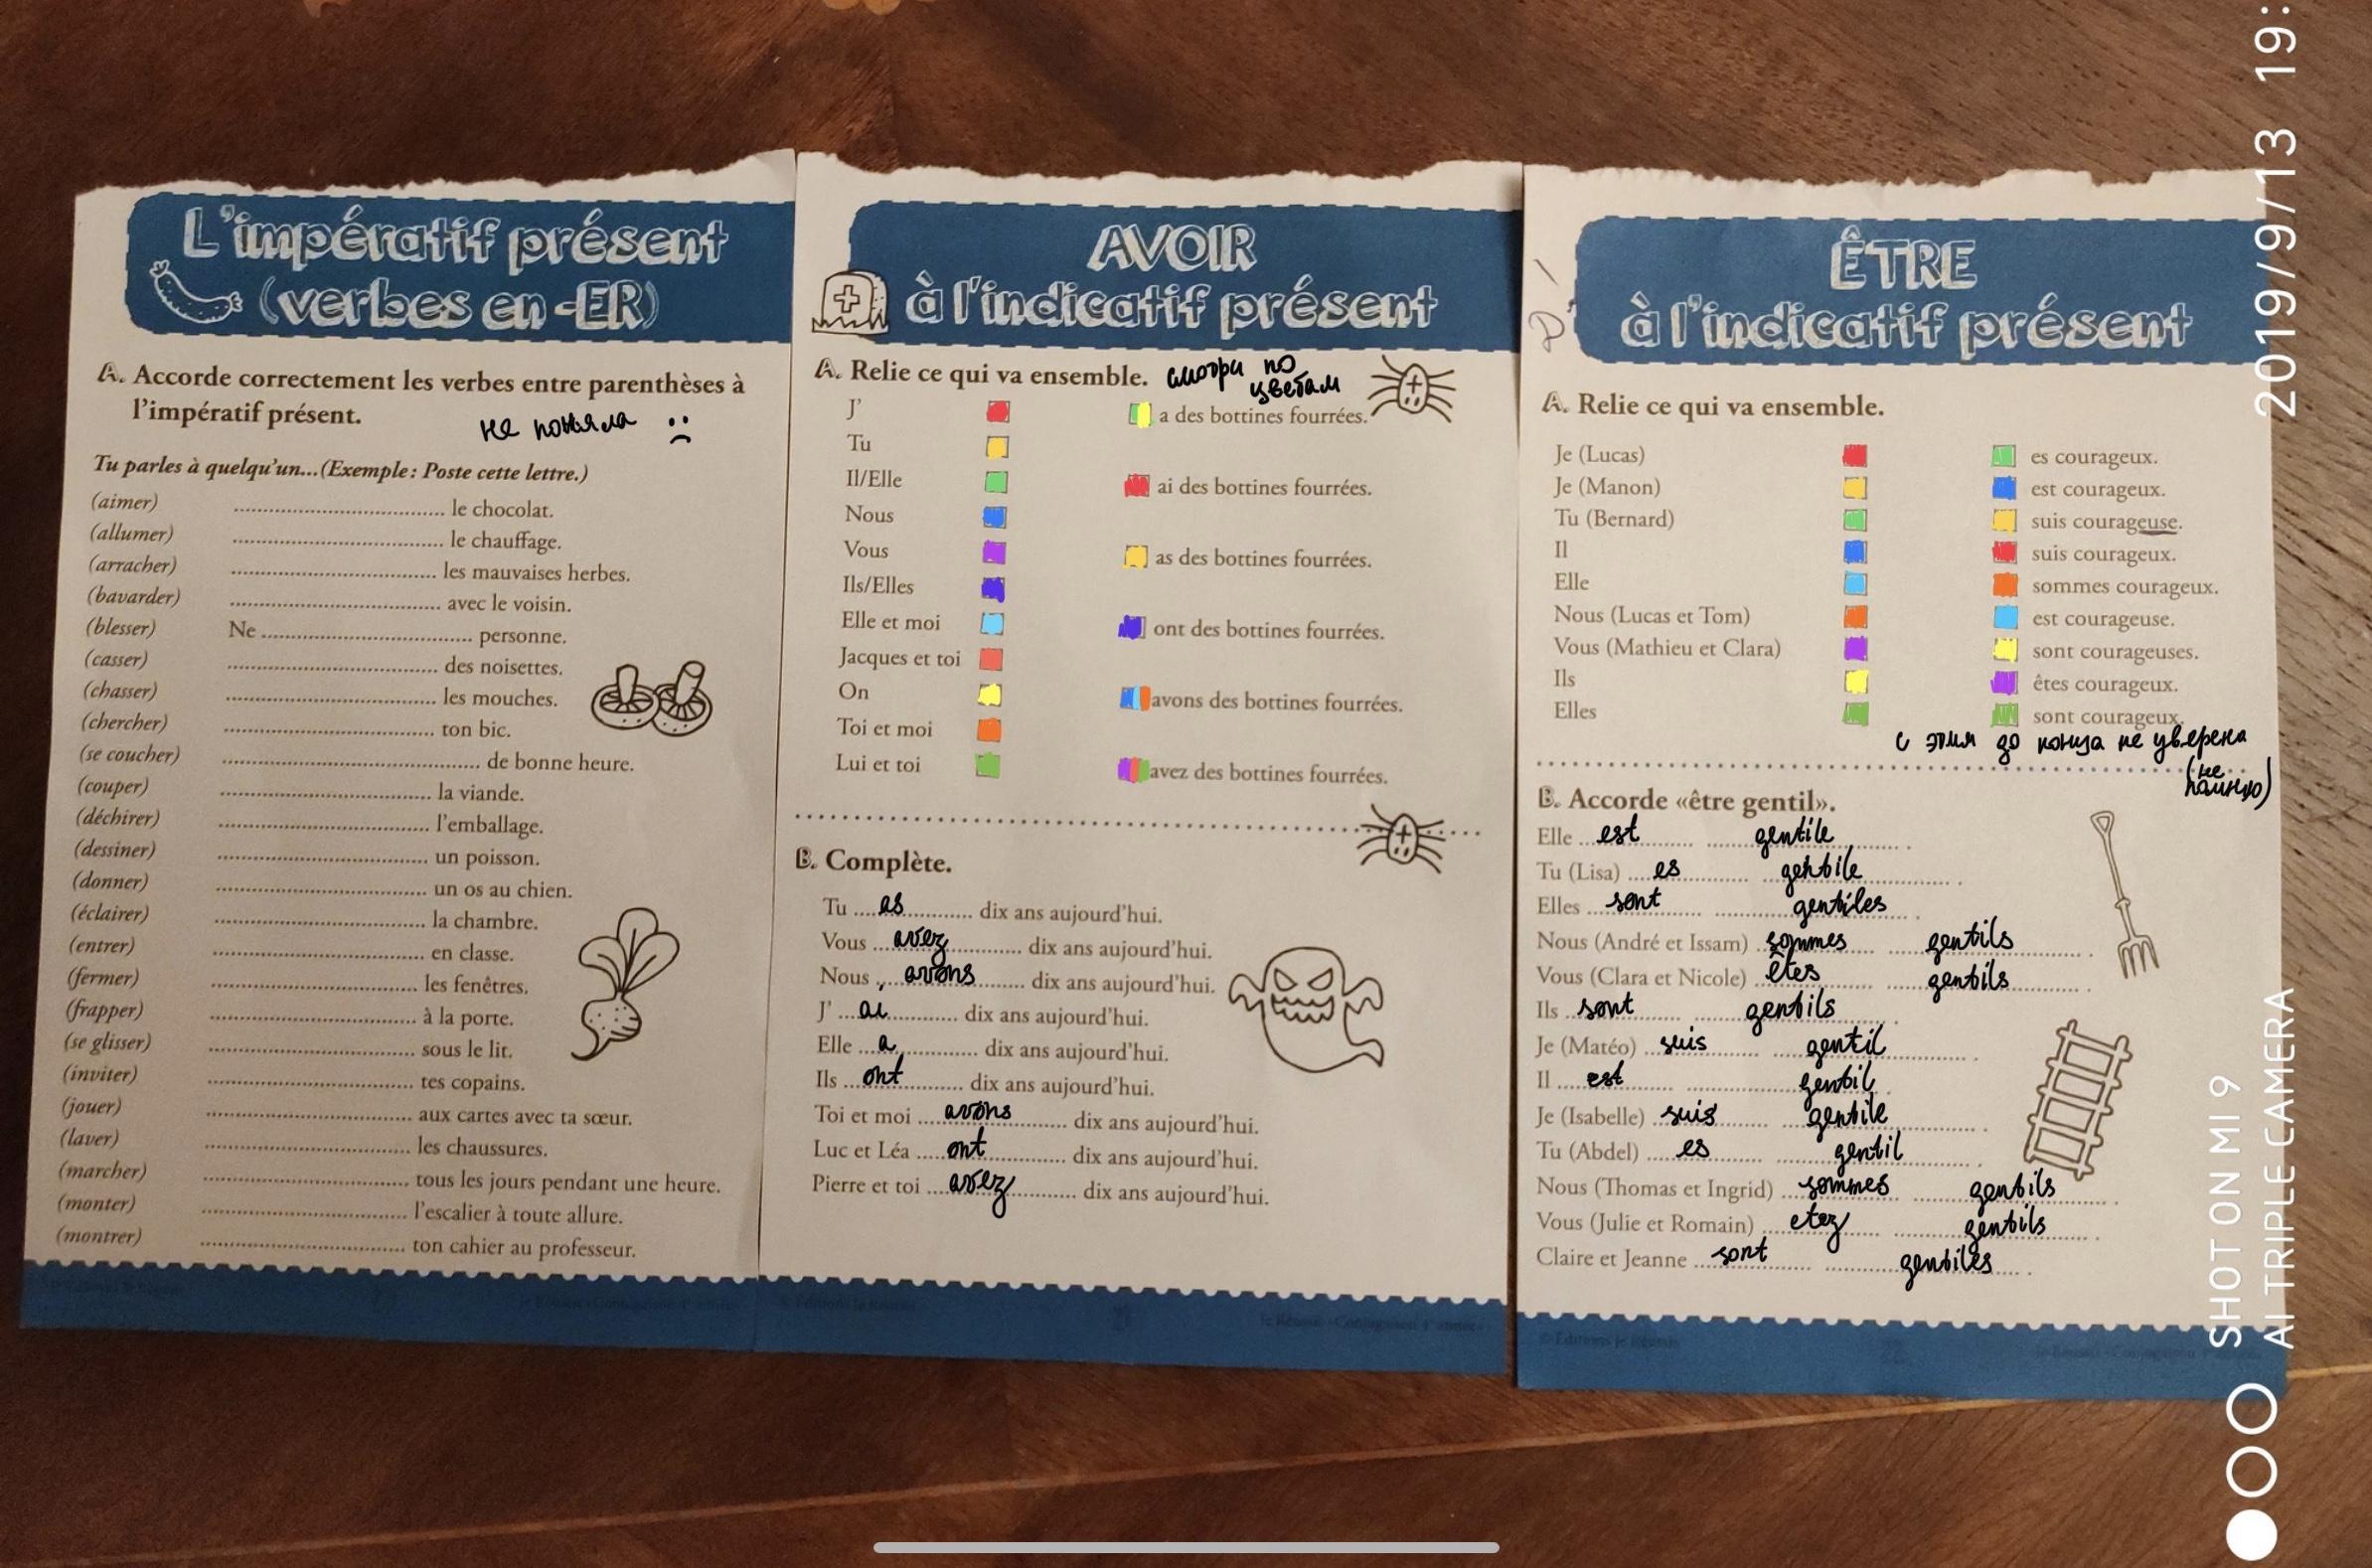 L'impératif présent
(verbes en -ER)
A. Accorde correctement les verbes entre parenthèses à
l'impératif présent.
не поняла :(
Tu parles à quelqu'un...(Exemple : Poste cette lettre.)
(aimer) .......... le chocolat.
(allumer) .......... le chauffage.
(arracher) .......... les mauvaises herbes.
(bavarder) .......... avec le voisin.
(blesser) Ne .......... personne.
(casser) .......... des noisettes.
(chasser) .......... les mouches.
(chercher) .......... ton bic.
(se coucher) .......... de bonne heure.
(couper) .......... la viande.
(déchirer) .......... l'emballage.
(dessiner) .......... un poisson.
(donner) .......... un os au chien.
(éclairer) .......... la chambre.
(entrer) .......... en classe.
(fermer) .......... les fenêtres.
(frapper) .......... à la porte.
(se glisser) .......... sous le lit.
(inviter) .......... tes copains.
(jouer) .......... aux cartes avec ta sœur.
(laver) .......... les chaussures.
(marcher) .......... tous les jours pendant une heure.
(monter) .......... l'escalier à toute allure.
(montrer) .......... ton cahier au professeur.
AVOIR
à l'indicatif présent
A. Relie ce qui va ensemble. смотри по
цветам
J' a des bottines fourrées.
Tu
Il/Elle ai des bottines fourrées.
Nous
Vous as des bottines fourrées.
Ils/Elles
Elle et moi ont des bottines fourrées.
Jacques et toi
On avons des bottines fourrées.
Toi et moi
Lui et toi avez des bottines fourrées.
B. Complète.
Tu as dix ans aujourd'hui.
Vous avez dix ans aujourd'hui.
Nous avons dix ans aujourd'hui.
J' ai dix ans aujourd'hui.
Elle a dix ans aujourd'hui.
Ils ont dix ans aujourd'hui.
Toi et moi avons dix ans aujourd'hui.
Luc et Léa ont dix ans aujourd'hui.
Pierre et toi avez dix ans aujourd'hui.
© Éditions Je Réussis
ÊTRE
à l'indicatif présent
A. Relie ce qui va ensemble.
Je (Lucas) es courageux.
Je (Manon) est courageux.
Tu (Bernard) suis courageuse.
Il suis courageux.
Elle sommes courageux.
Nous (Lucas et Tom) est courageuse.
Vous (Mathieu et Clara) sont courageuses.
Ils êtes courageux.
Elles sont courageux.
с этим до конца не уверена
(не
помню)
B. Accorde «être gentil».
Elle est gentile
Tu (Lisa) es gentile
Elles sont gentiles
Nous (André et Issam) sommes gentils
Vous (Clara et Nicole) êtes gentils
Ils sont gentils
Je (Matéo) suis gentil
Il est gentil
Je (Isabelle) suis gentile
Tu (Abdel) es gentil
Nous (Thomas et Ingrid) sommes gentils
Vous (Julie et Romain) etez gentils
Claire et Jeanne sont gentiles
© Éditions Je Réussis
2019/9/13 19:
SHOT ON MI 9
AI TRIPLE CAMERA